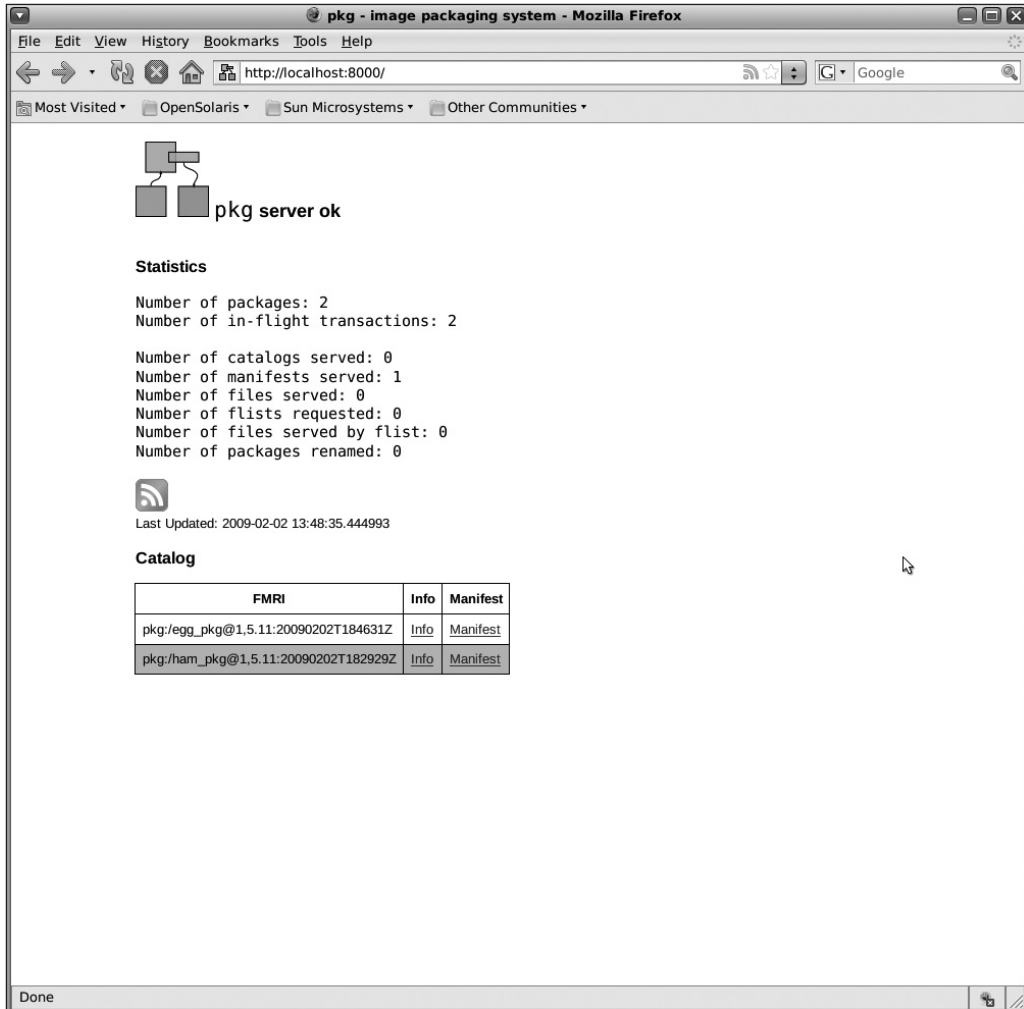 pkg - image packaging system - Mozilla Firefox
File Edit View History Bookmarks Tools Help
http://localhost:8000/ G Google
Most Visited OpenSolaris Sun Microsystems Other Communities
pkg server ok
Statistics
Number of packages: 2
Number of in-flight transactions: 2
Number of catalogs served: 0
Number of manifests served: 1
Number of files served: 0
Number of flists requested: 0
Number of files served by flist: 0
Number of packages renamed: 0
Last Updated: 2009-02-02 13:48:35.444993
Catalog
FMRI Info Manifest
pkg:/egg_pkg@1,5.11:20090202T184631Z Info Manifest
pkg:/ham_pkg@1,5.11:20090202T182929Z Info Manifest
Done